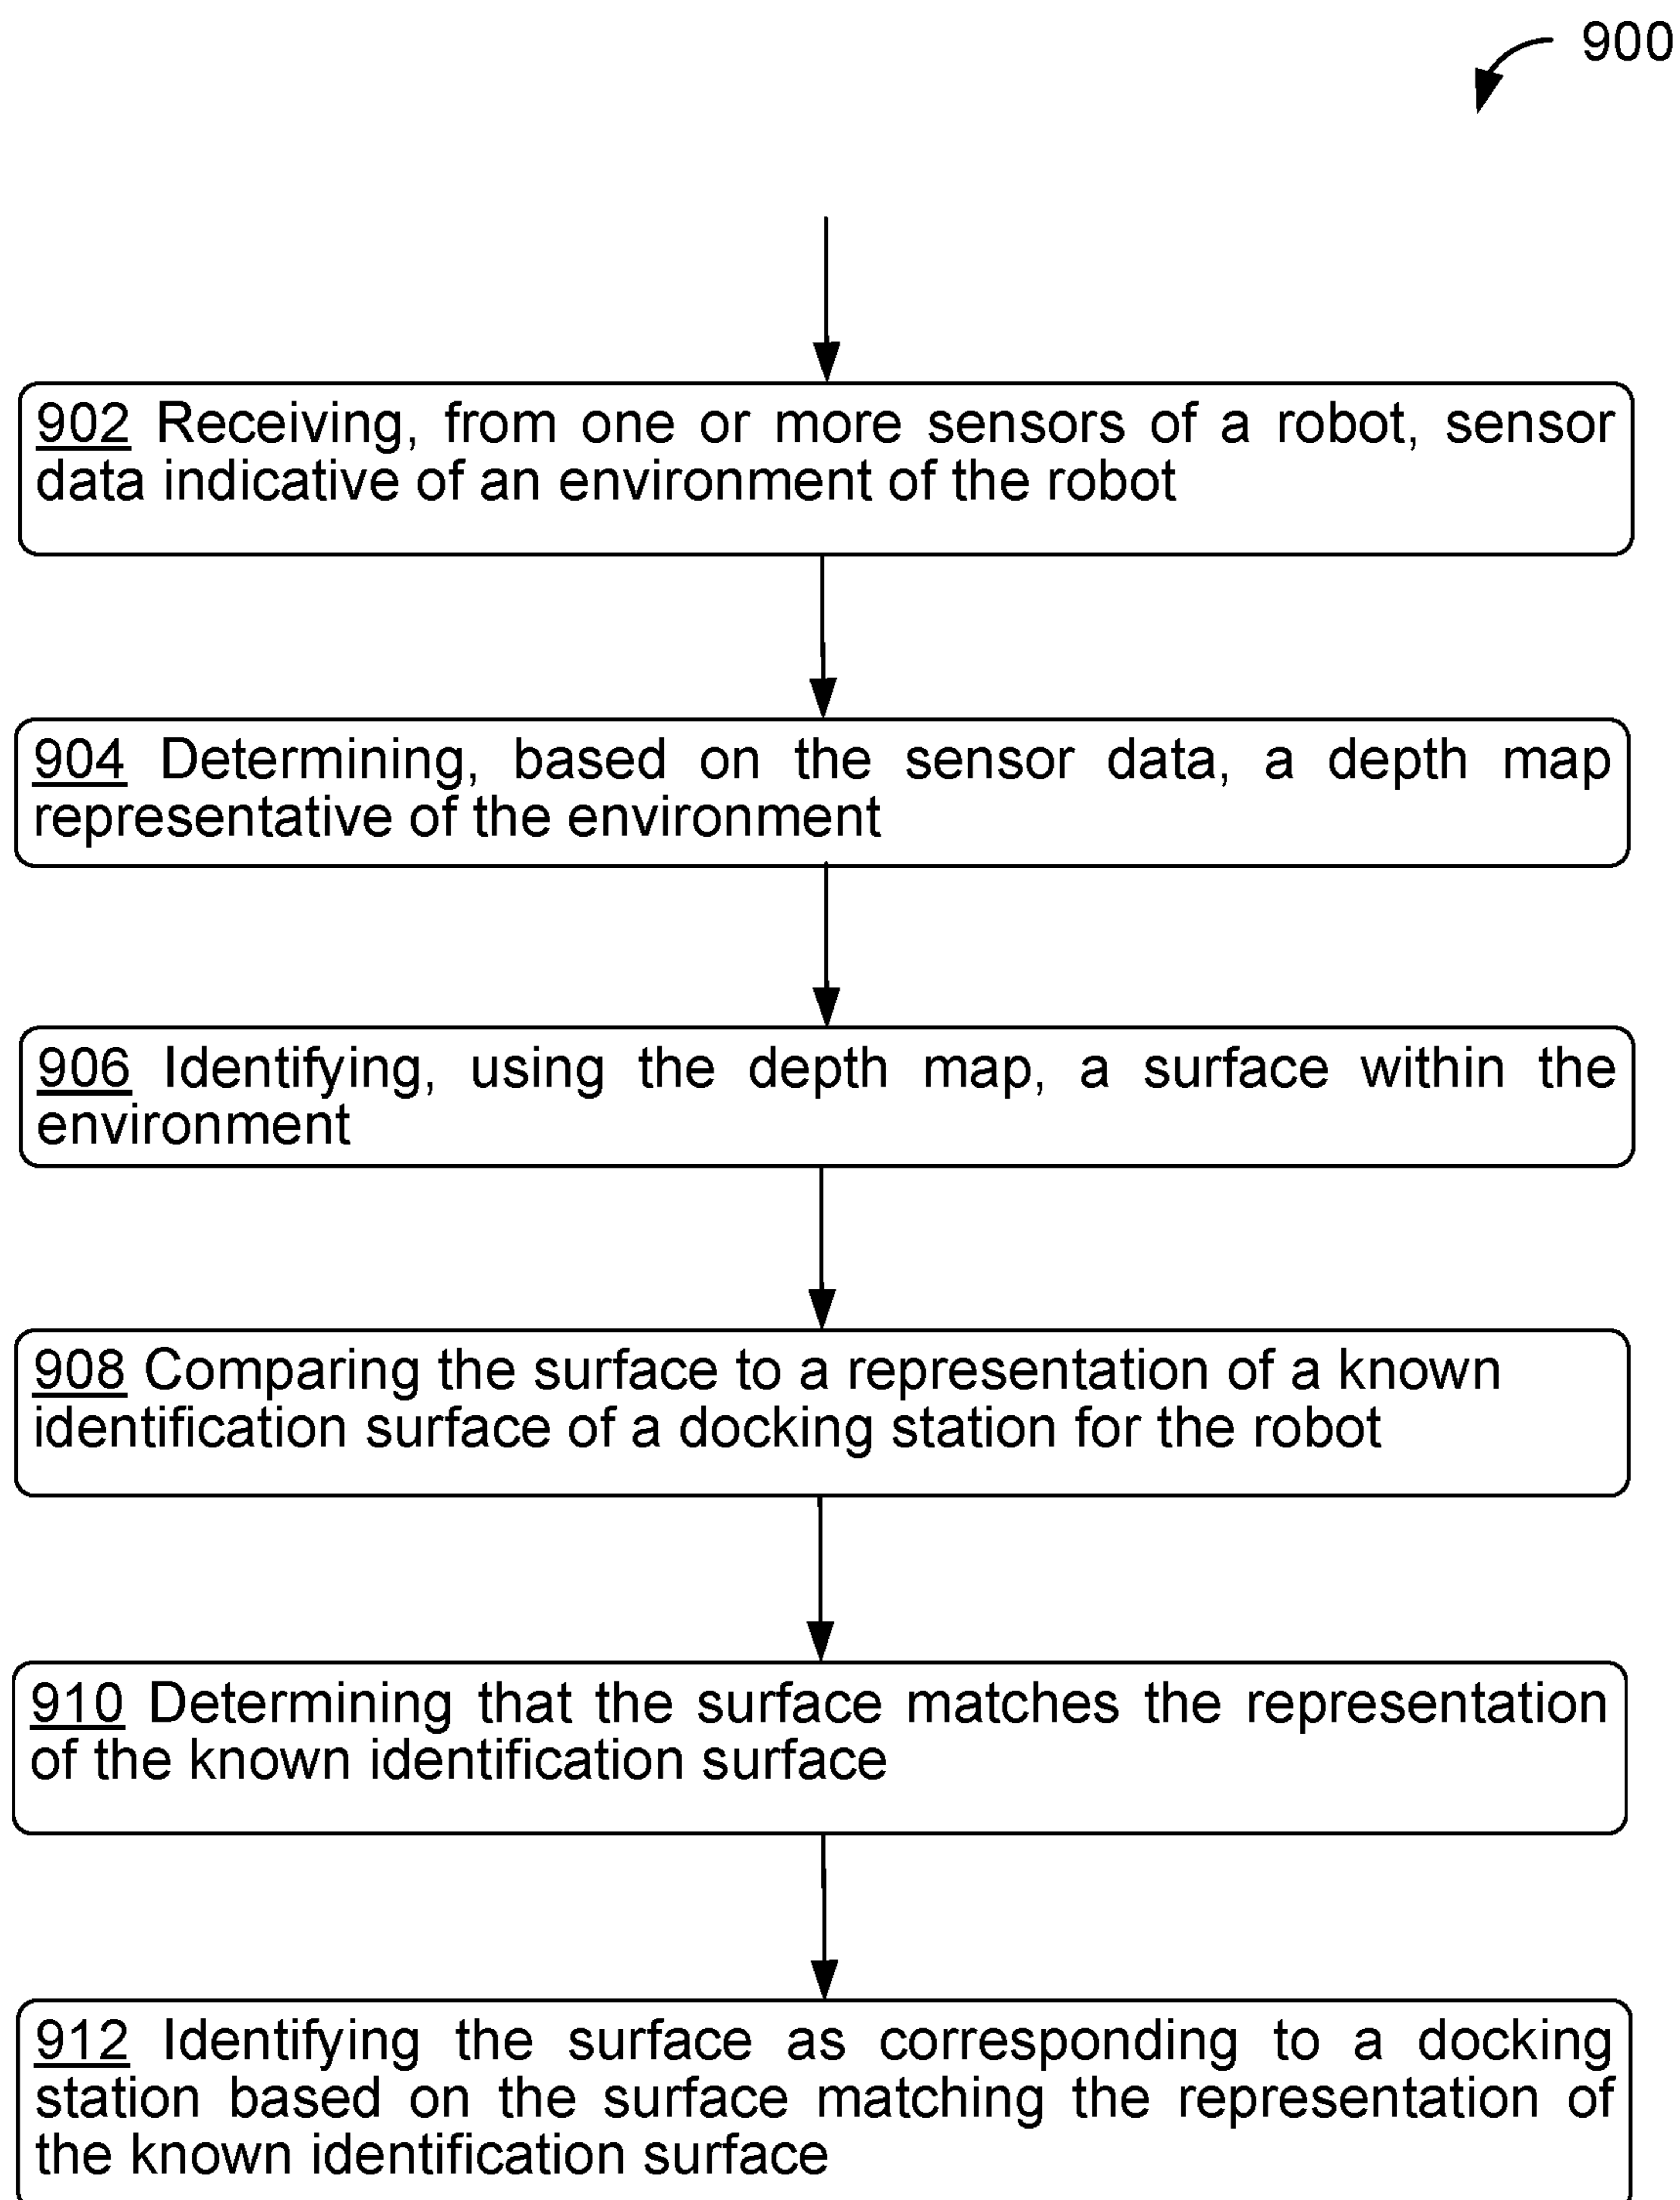 900
902 Receiving, from one or more sensors of a robot, sensor
data indicative of an environment of the robot
904 Determining, based on the sensor data, a depth map
representative of the environment
906 Identifying, using the depth map, a surface within the
environment
908 Comparing the surface to a representation of a known
identification surface of a docking station for the robot
910 Determining that the surface matches the representation
of the known identification surface
912 Identifying the surface as corresponding to a docking
station based on the surface matching the representation of
the known identification surface